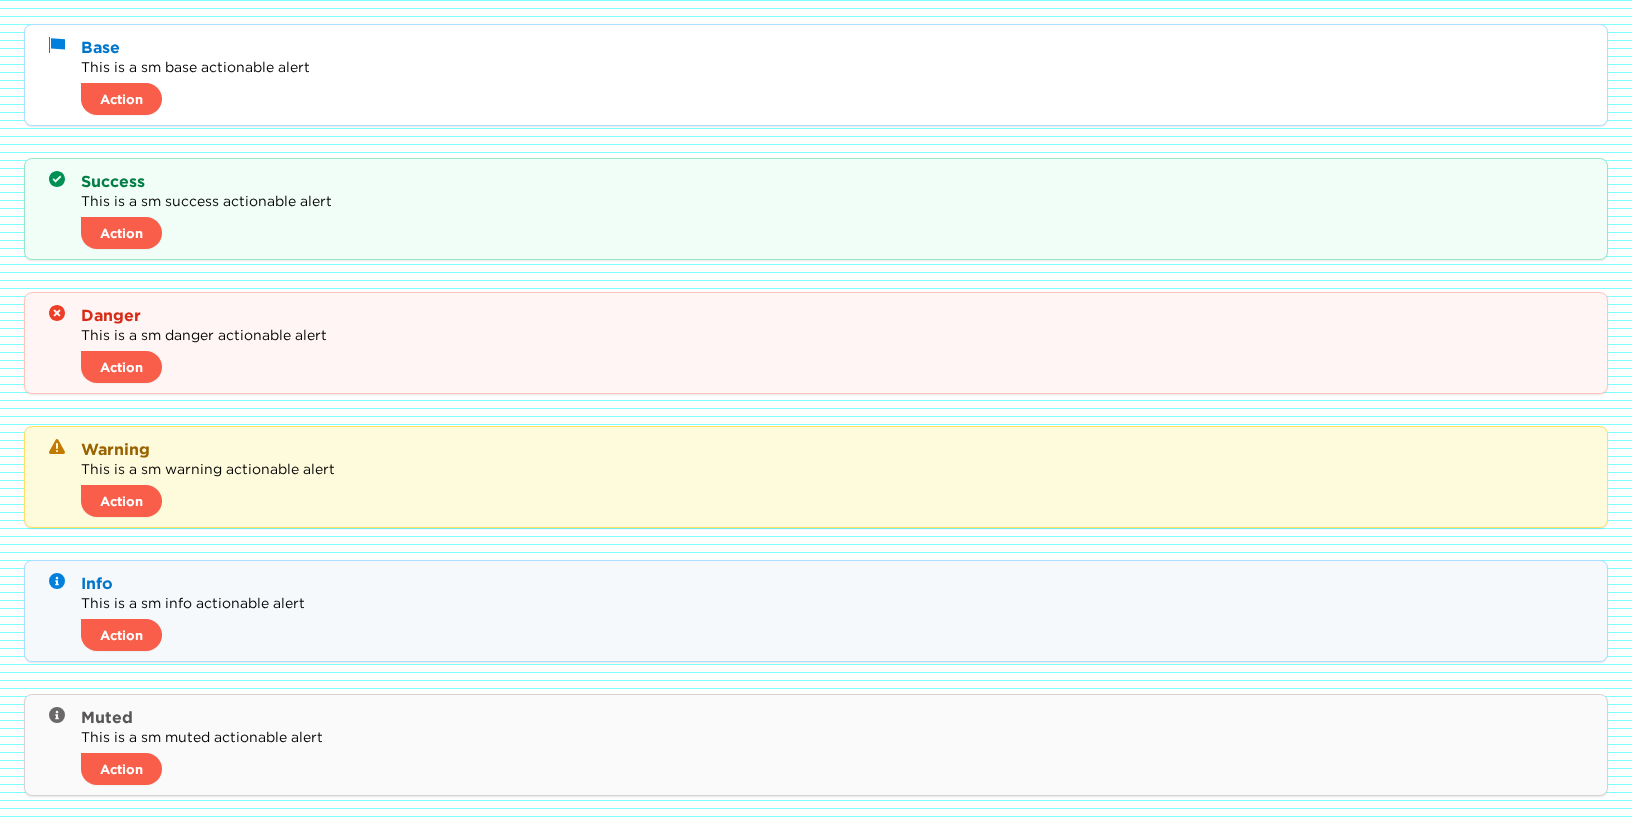 Base
This is a sm base actionable alert
Action
Success
This is a sm success actionable alert
Action
Danger
This is a sm danger actionable alert
Action
Warning
This is a sm warning actionable alert
Action
Info
This is a sm info actionable alert
Action
Muted
This is a sm muted actionable alert
Action